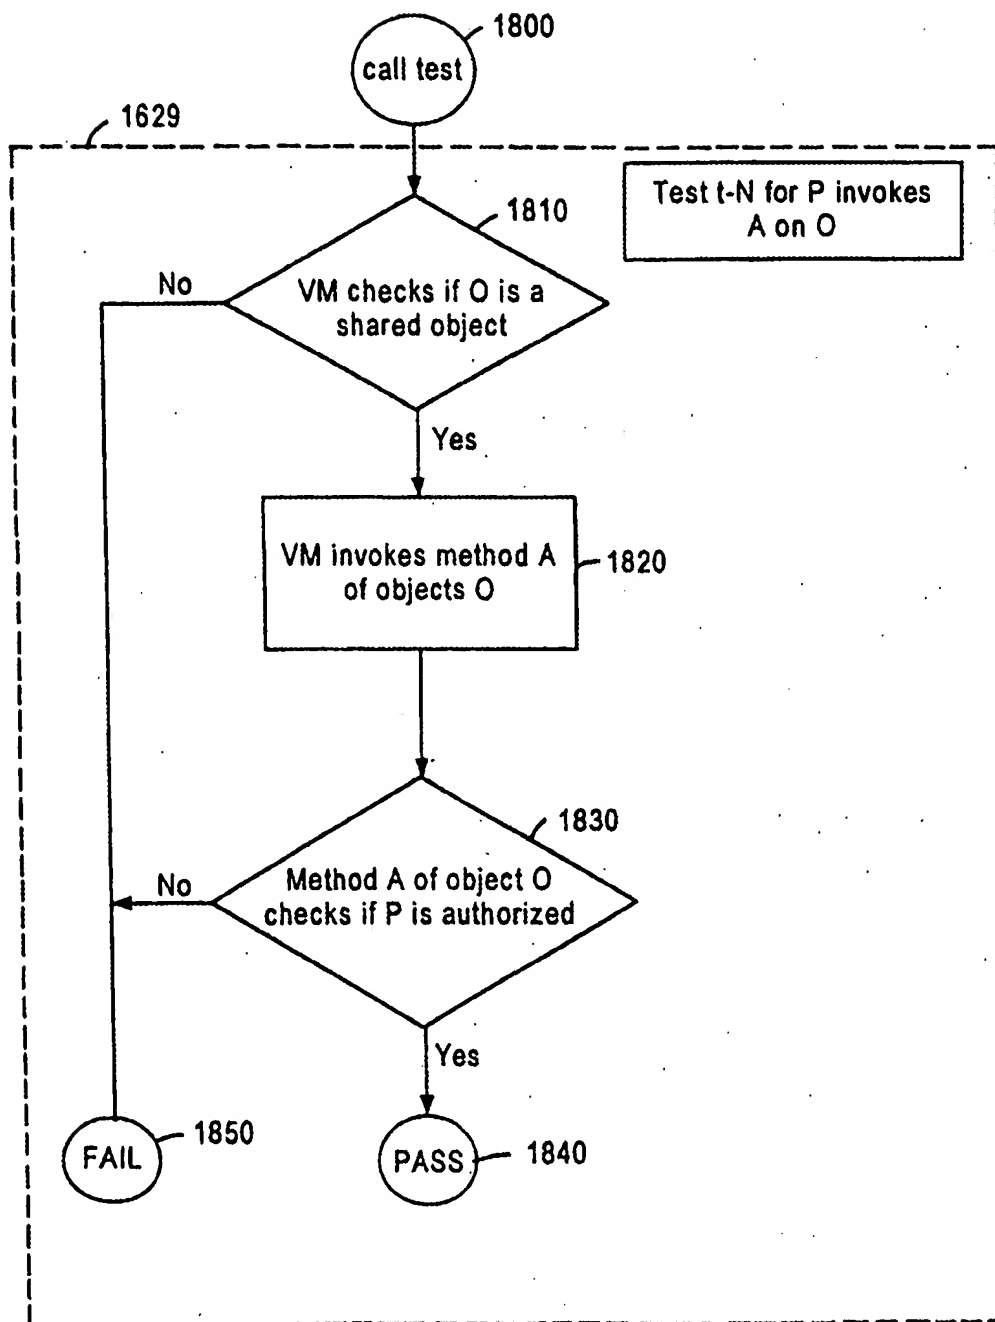 1800
call test
1629
Test t-N for P invokes
A on O
1810
No
VM checks if O is a
shared object
Yes
VM invokes method A
of objects O
1820
1830
No
Method A of object O
checks if P is authorized
Yes
FAIL
1850
PASS
1840